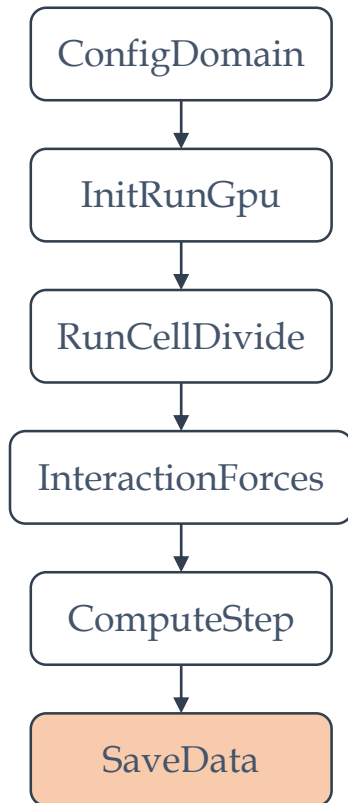 ConfigDomain
InitRunGpu
RunCellDivide
InteractionForces
ComputeStep
SaveData